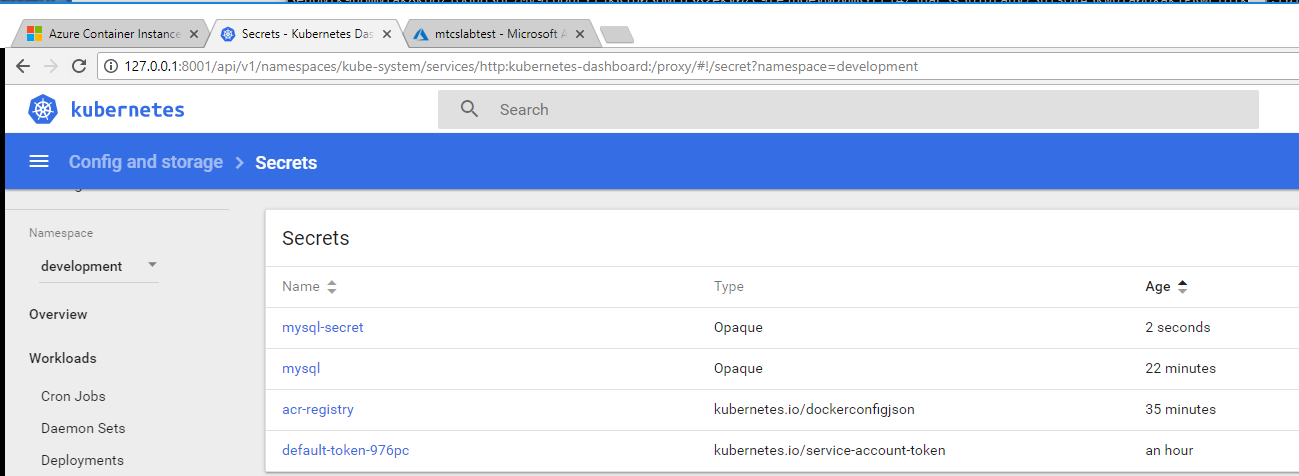 Azure Container Instance
Secrets - Kubernetes Das
mtcslabtest - Microsoft A
127.0.0.1:8001/api/v1/namespaces/kube-system/services/http:kubernetes-dashboard:/proxy/#!/secret?namespace=development
kubernetes
Search
Config and storage
Secrets
Namespace
development
Overview
Workloads
Cron Jobs
Daemon Sets
Deployments
Secrets
Name Type Age
mysql-secret Opaque 2 seconds
mysql Opaque 22 minutes
acr-registry kubernetes.io/dockerconfigjson 35 minutes
default-token-976pc kubernetes.io/service-account-token an hour